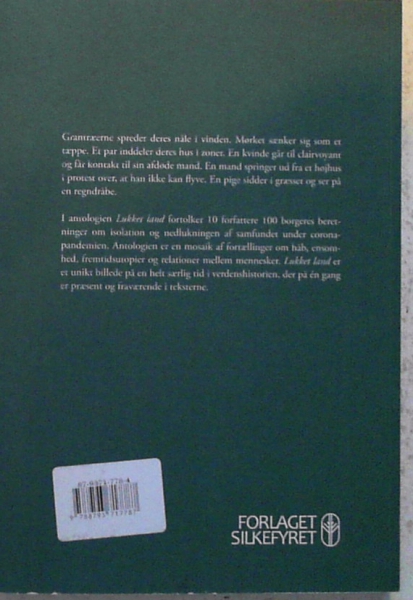 Grantræerne spreder deres nåle i vinden. Mørket sænker sig som et
tæppe. Et par inddeler deres hus i zoner. En kvinde går til clairvoyant
og får kontakt til sin afdøde mand. En mand springer ud fra et højhus
i protest over, at han ikke kan flyve. En pige sidder i græsset og ser på
en regndråbe.
I antologien Lukket land fortolker 10 forfattere 100 borgeres beret-
ninger om isolation og nedlukningen af samfundet under corona-
pandemien. Antologien er en mosaik af fortællinger om håb, ensom-
hed, fremtidsutopier og relationer mellem mennesker. Lukket land er
et unikt billede på en helt særlig tid i verdenshistorien, der på én gang
er præsent og fraværende i teksterne.
FORLAGET
SILKEFYRET